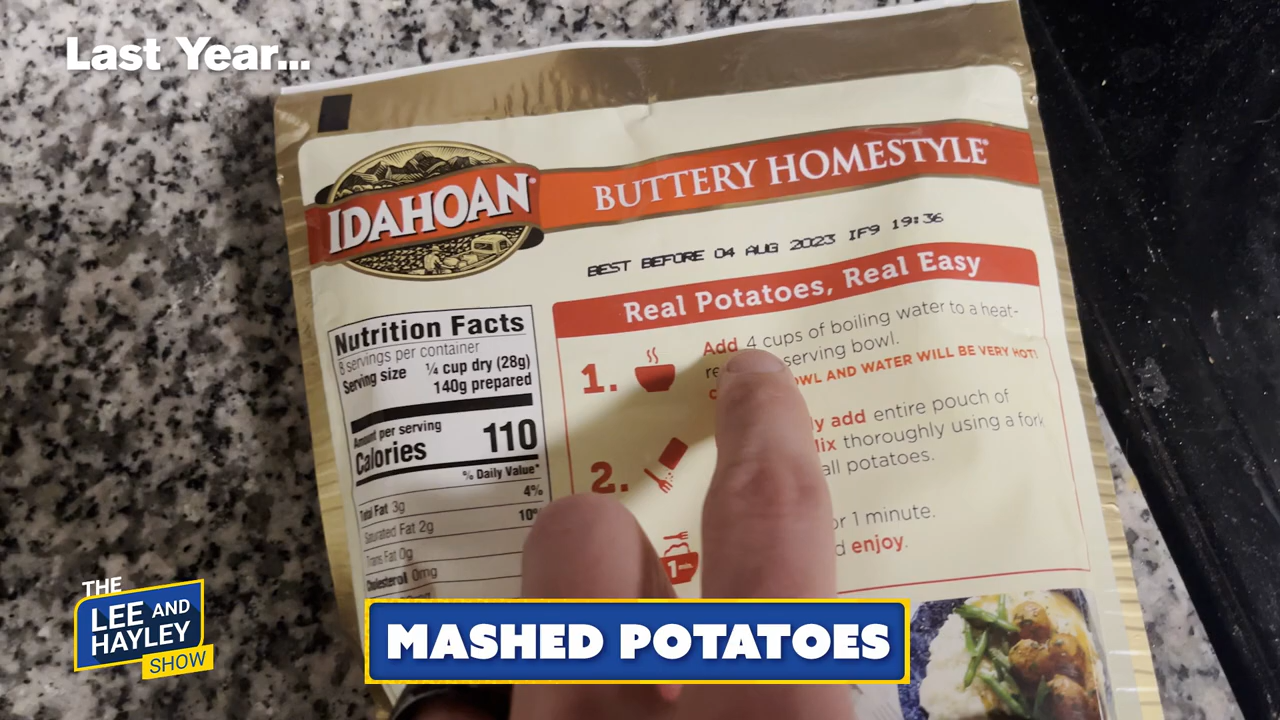 Last Year...
IDAHOAN®
BUTTERY HOMESTYLE®
BEST BEFORE 04 AUG 2023 IF9 19:36
Real Potatoes, Real Easy
1. Add 4 cups of boiling water to a heat-
serving bowl.
BOWL AND WATER WILL BE VERY HOT!
2. add entire pouch of
thoroughly using a fork
all potatoes.
1 min.
or 1 minute.
enjoy.
Nutrition Facts
8 servings per container
Serving size ¼ cup dry (28g)
140g prepared
Amount per serving
Calories 110
% Daily Value*
Total Fat 3g 4%
Saturated Fat 2g 10%
Trans Fat 0g
Cholesterol 0mg
THE
LEE AND
HAYLEY
SHOW
MASHED POTATOES